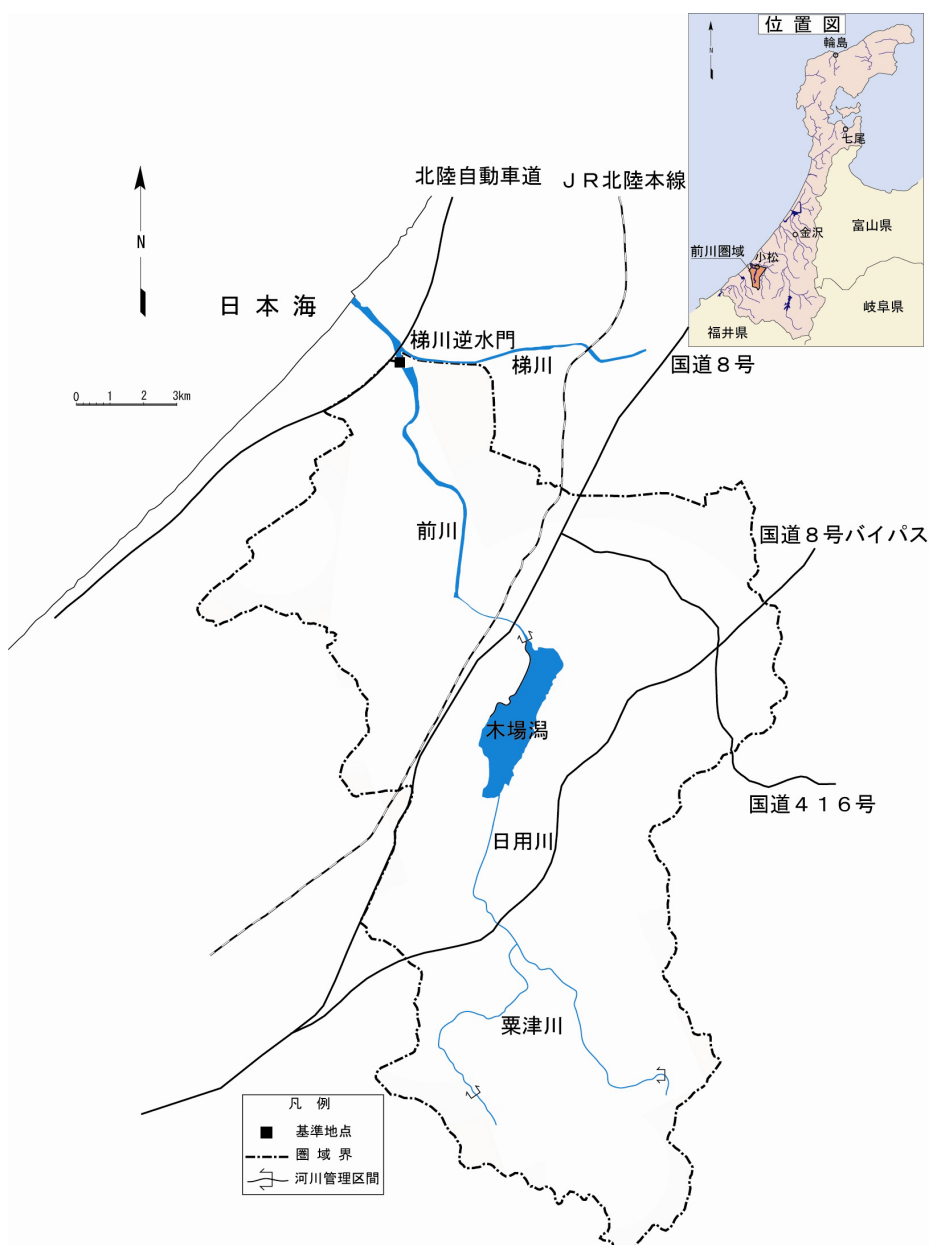 位置図
N
輪島
七尾
金沢
富山県
前川圏域
小松
岐阜県
福井県
北陸自動車道
ＪＲ北陸本線
N
日本海
梯川逆水門
梯川
国道８号
0 1 2 3km
前川
国道８号バイパス
木場潟
国道４１６号
日用川
粟津川
凡例
基準地点
圏域界
河川管理区間